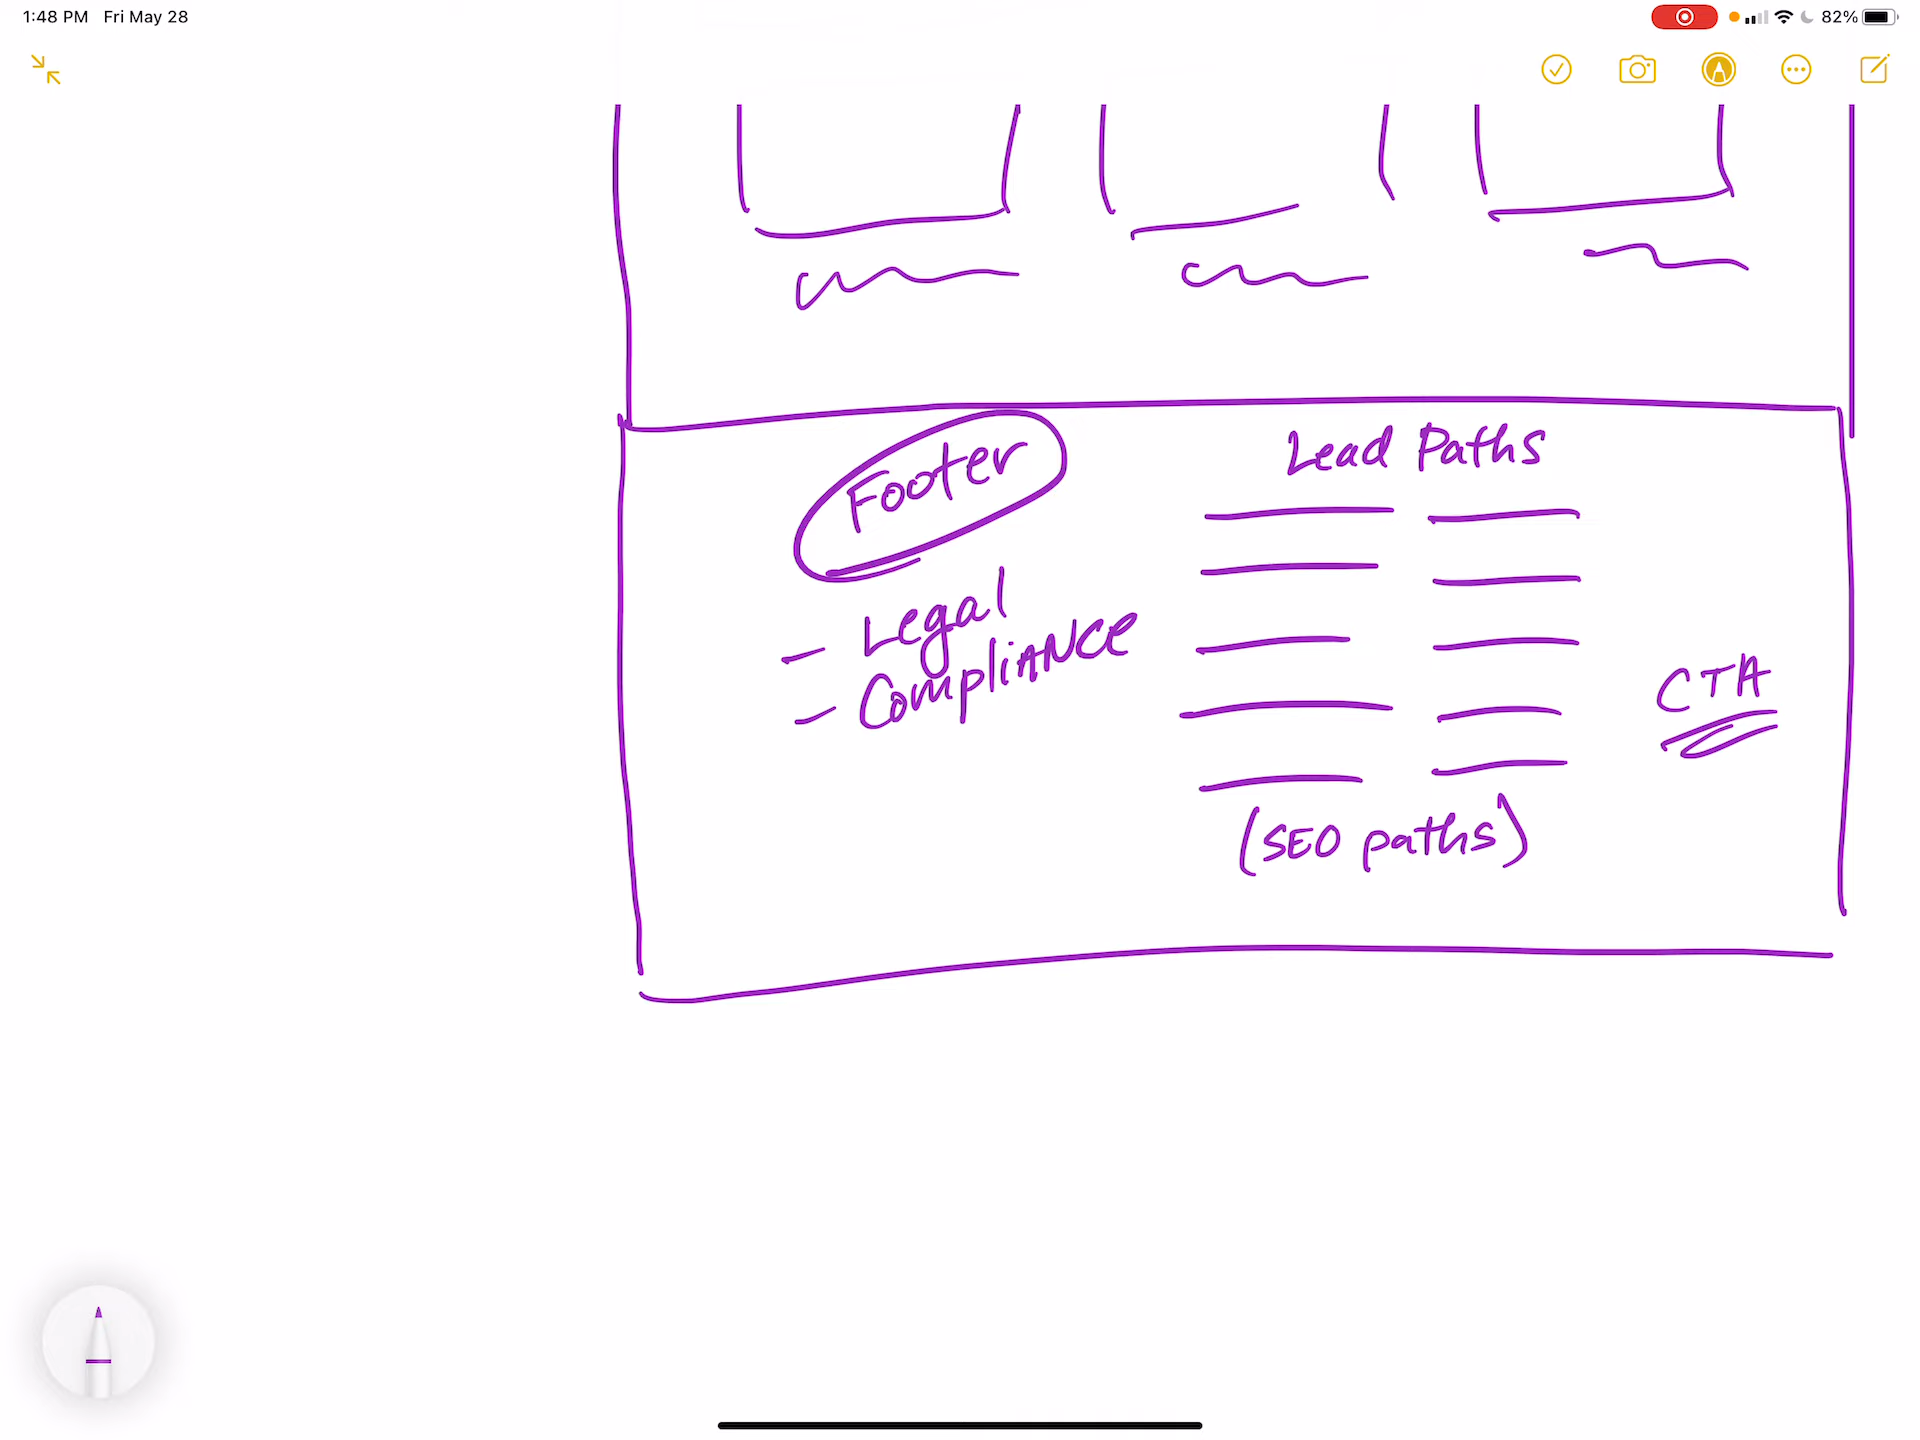 1:48 PM Fri May 28
82%
Footer
- Legal
- CompliANCE
Lead Paths
(SEO paths)
CTA